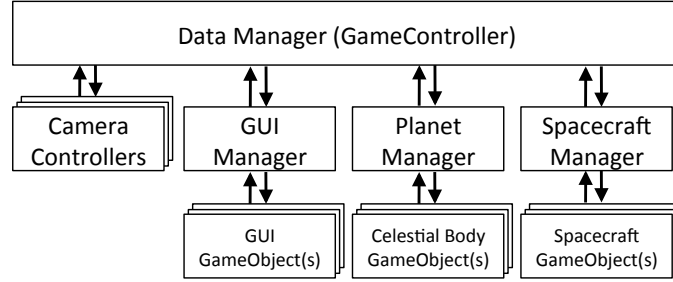 Data Manager (GameController)
Camera
Controllers
GUI
Manager
Planet
Manager
Spacecraft
Manager
GUI
GameObject(s)
Celestial Body
GameObject(s)
Spacecraft
GameObject(s)